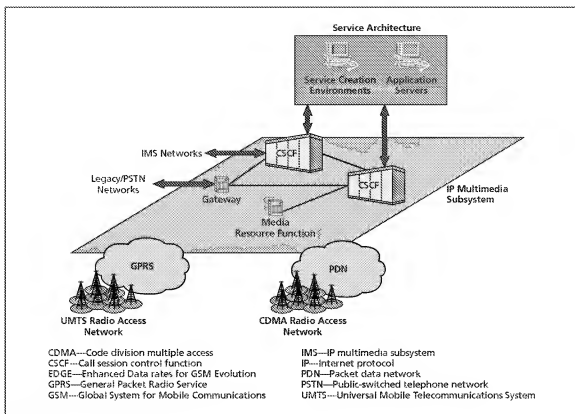 Service Architecture
Service Creation
Environments
Application
Servers
IMS Networks
CSCF
Legacy/PSTN
Networks
Gateway
CSCF
IP Multimedia
Subsystem
Media
Resource Function
GPRS
PDN
UMTS Radio Access
Network
CDMA Radio Access
Network
CDMA—Code division multiple access
CSCF—Call session control function
EDGE—Enhanced Data rates for GSM Evolution
GPRS—General Packet Radio Service
GSM—Global System for Mobile Communications
IMS—IP multimedia subsystem
IP—Internet protocol
PDN—Packet data network
PSTN—Public-switched telephone network
UMTS—Universal Mobile Telecommunications System